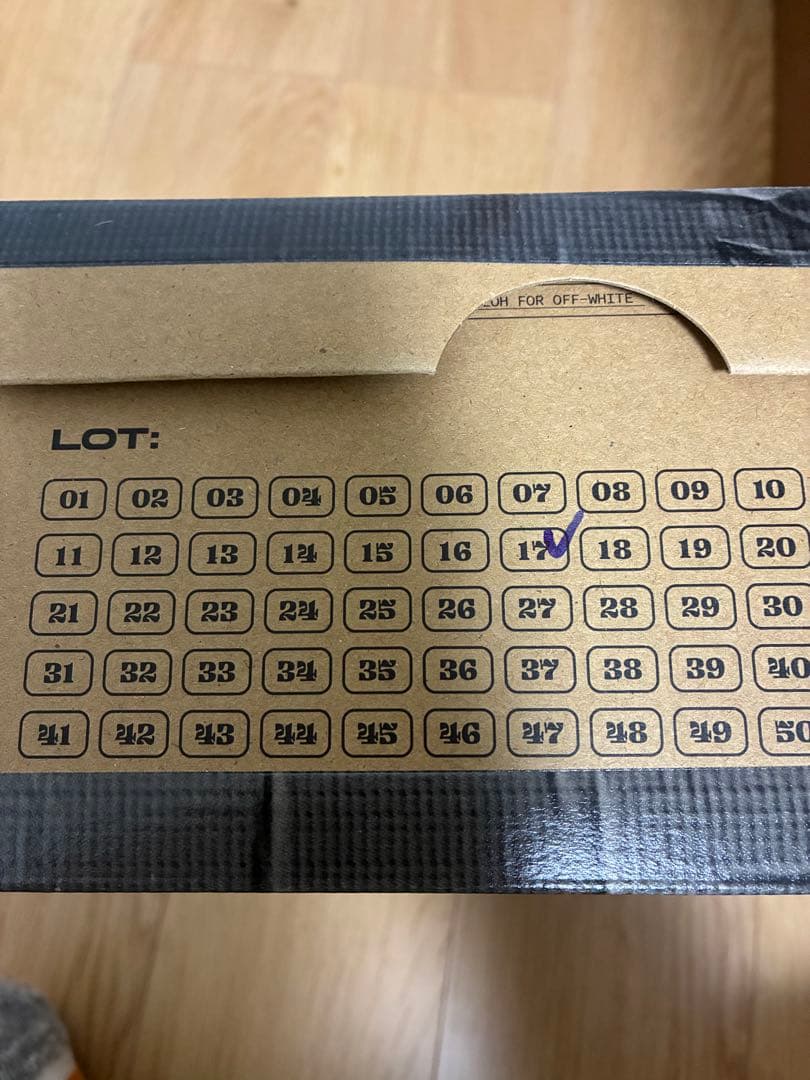 OH FOR OFF-WHITE
LOT:
01 02 03 04 05 06 07 08 09 10
11 12 13 14 15 16 17 18 19 20
21 22 23 24 25 26 27 28 29 30
31 32 33 34 35 36 37 38 39 40
41 42 43 44 45 46 47 48 49 50